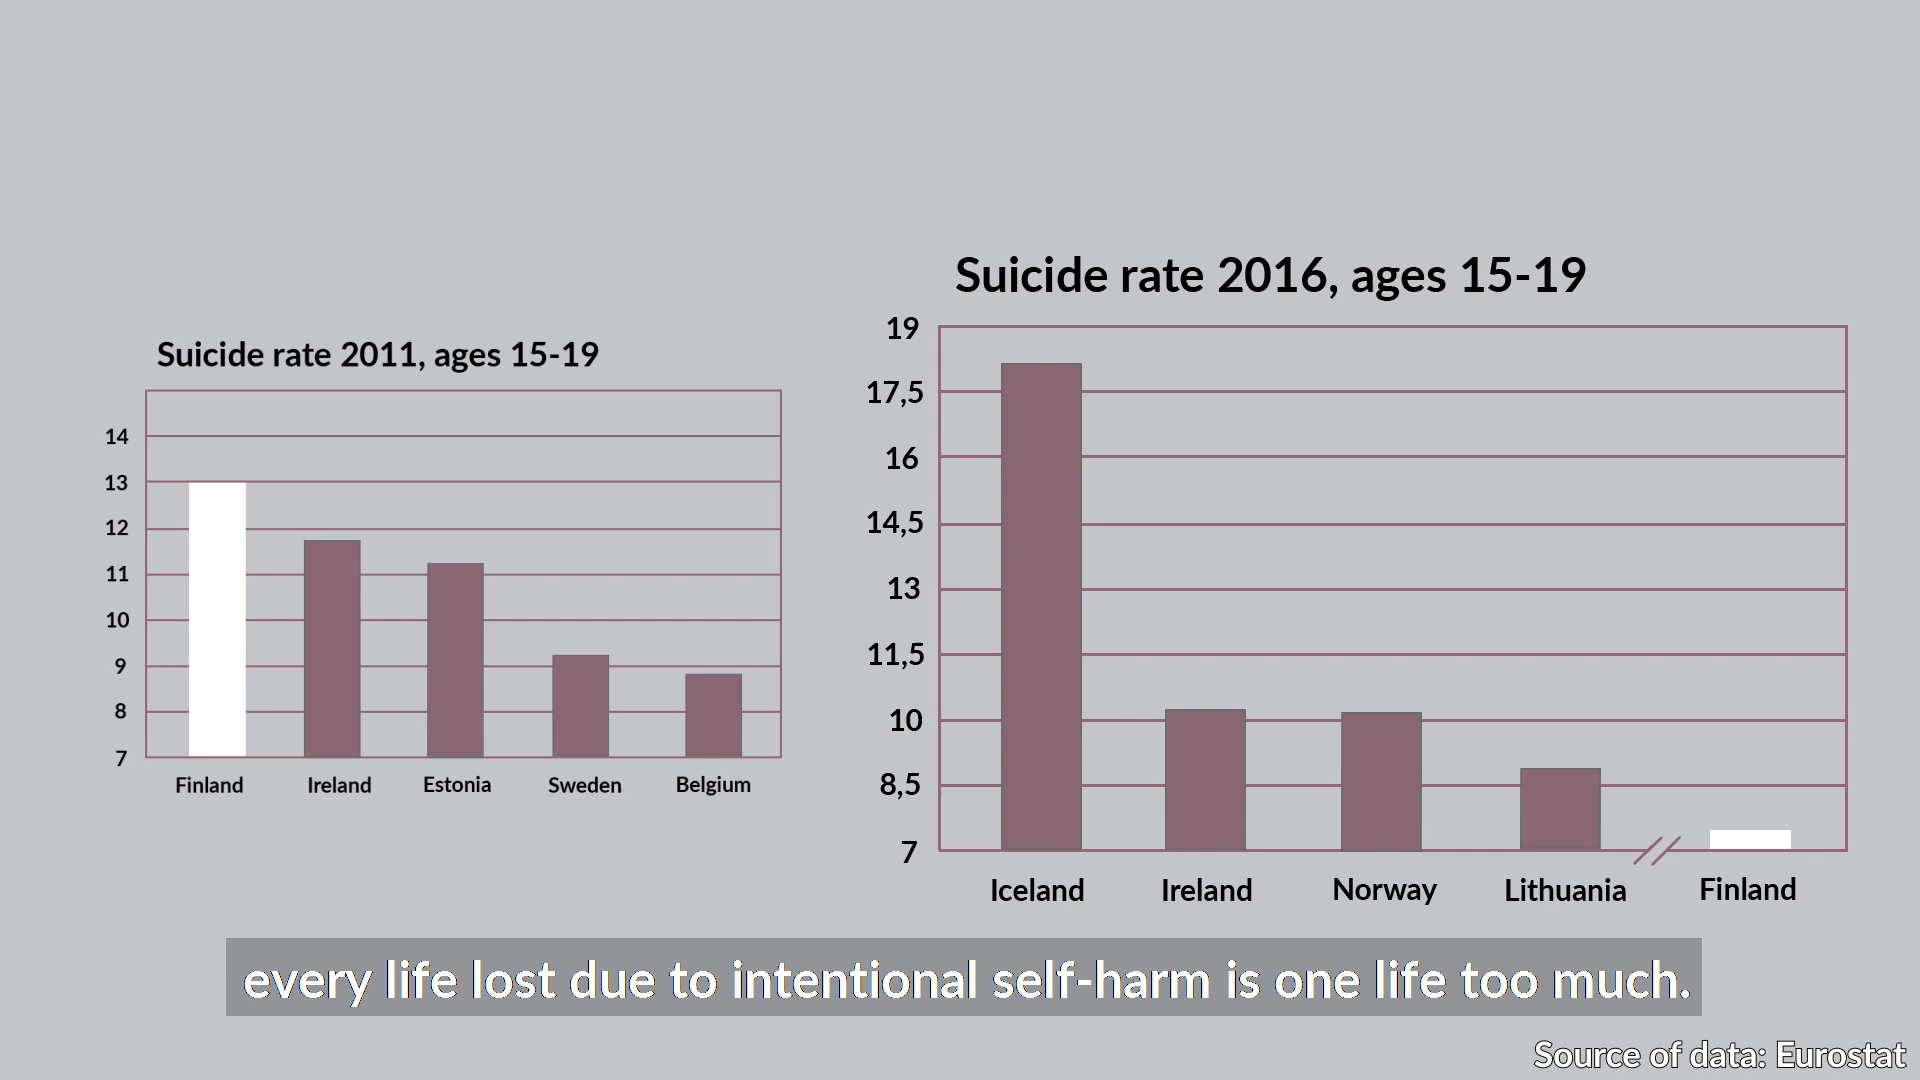 Suicide rate 2011, ages 15-19
14
13
12
11
10
9
8
7
Finland Ireland Estonia Sweden Belgium
Suicide rate 2016, ages 15-19
19
17,5
16
14,5
13
11,5
10
8,5
7
Iceland Ireland Norway Lithuania Finland
every life lost due to intentional self-harm is one life too much.
Source of data: Eurostat